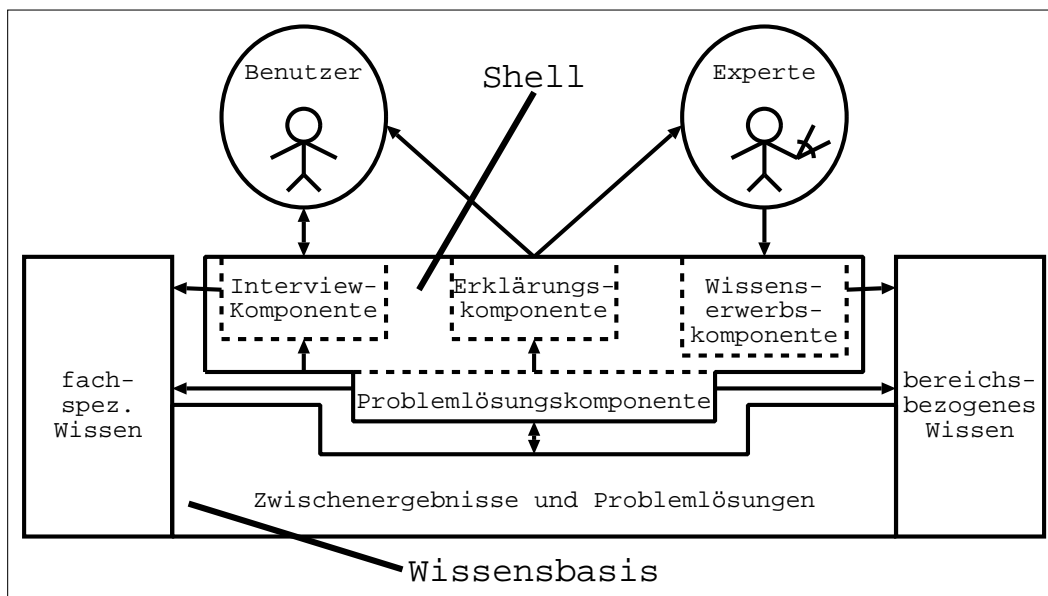 Benutzer
Shell
Experte
Interview-
Komponente
Erklärungs-
komponente
Wissens-
erwerbs-
komponente
fach-
spez.
Wissen
Problemlösungskomponente
bereichs-
bezogenes
Wissen
Zwischenergebnisse und Problemlösungen
Wissensbasis